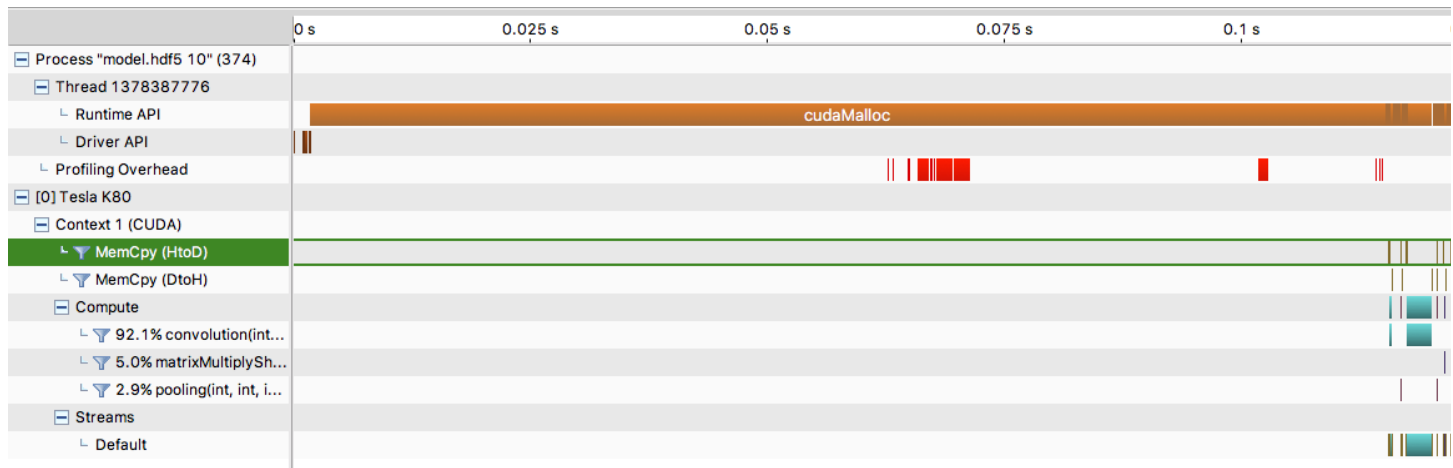 0 s 0.025 s 0.05 s 0.075 s 0.1 s
Process "model.hdf5 10" (374)
Thread 1378387776
Runtime API cudaMalloc
Driver API
Profiling Overhead
[0] Tesla K80
Context 1 (CUDA)
MemCpy (HtoD)
MemCpy (DtoH)
Compute
92.1% convolution(int...
5.0% matrixMultiplySh...
2.9% pooling(int, int, i...
Streams
Default